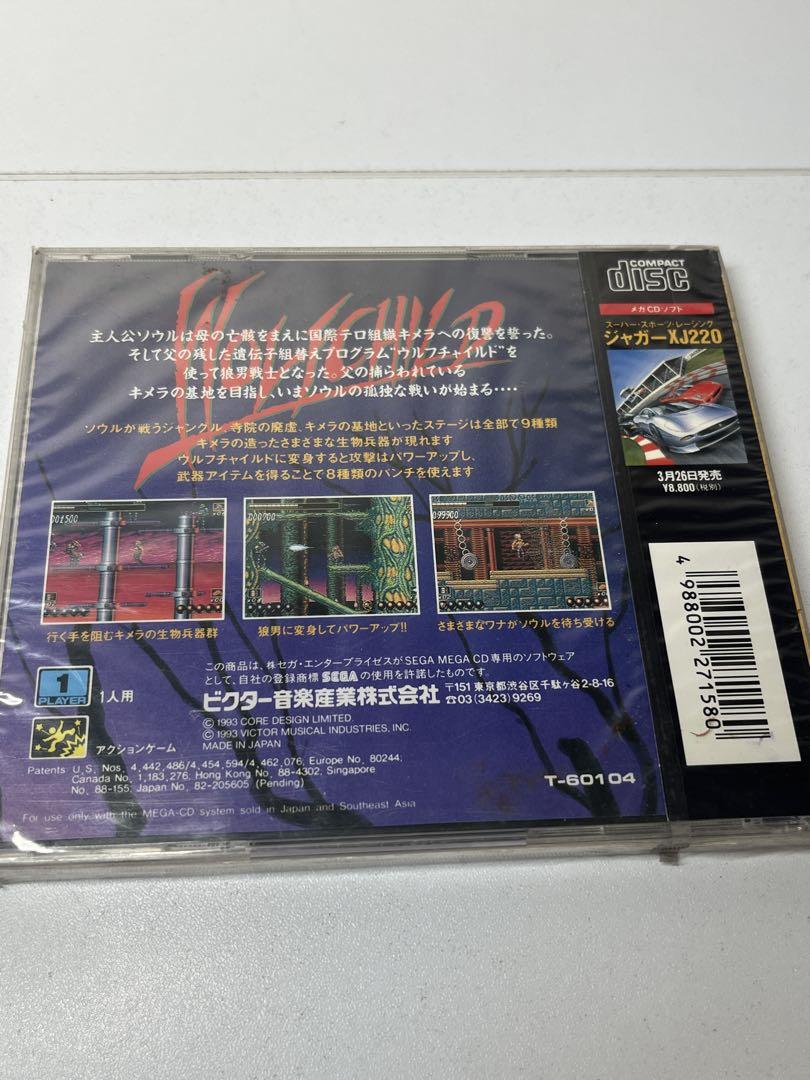 WOLFCHILD
主人公ソウルは母の亡骸をまえに国際テロ組織キメラへの復讐を誓った。
そして父の残した遺伝子組替えプログラム"ウルフチャイルド"を
使って狼男戦士となった。父の捕らわれている
キメラの基地を目指し、いまソウルの孤独な戦いが始まる‥‥
ソウルが戦うジャングル、寺院の廃虚、キメラの基地といったステージは全部で9種類
キメラの造ったさまざまな生物兵器が現れます
ウルフチャイルドに変身すると攻撃はパワーアップし、
武器アイテムを得ることで8種類のパンチを使えます
001500
000700
099900
行く手を阻むキメラの生物兵器群
狼男に変身してパワーアップ!!
さまざまなワナがソウルを待ち受ける
この商品は、株セガ・エンタープライゼスがSEGA MEGA CD専用のソフトウェア
として、自社の登録商標 SEGA の使用を許諾したものです。
ビクター音楽産業株式会社
〒151 東京都渋谷区千駄ケ谷2-8-16
☎03(3423)9269
1
PLAYER
1人用
© 1993 CORE DESIGN LIMITED.
© 1993 VICTOR MUSICAL INDUSTRIES, INC.
MADE IN JAPAN
アクションゲーム
Patents: U.S. Nos. 4,442,486/4,454,594/4,462,076; Europe No. 80244;
Canada No. 1,183,276; Hong Kong No. 88-4302; Singapore
No. 88-155; Japan No. 82-205605 (Pending)
T-60104
For use only with the MEGA-CD system sold in Japan and Southeast Asia
COMPACT
disc
メガCDソフト
スーパー・スポーツ・レーシング
ジャガーXJ220
3月26日発売
¥8,800(税別)
4988002271580